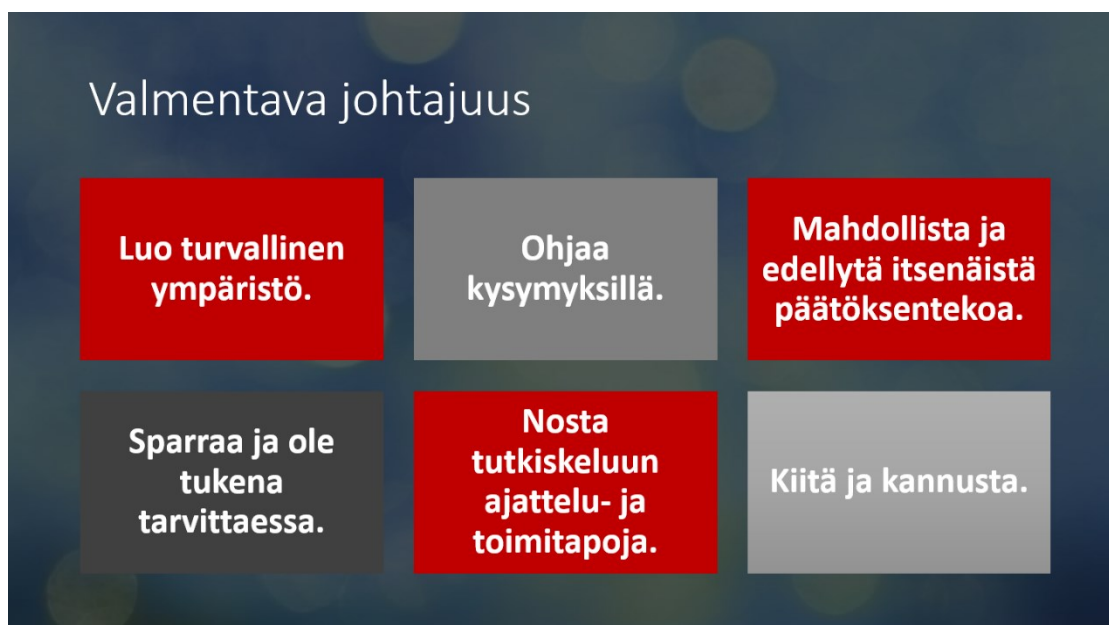 Valmentava johtajuus
Luo turvallinen
ympäristö.
Ohjaa
kysymyksillä.
Mahdollista ja
edellytä itsenäistä
päätöksentekoa.
Sparraa ja ole
tukena
tarvittaessa.
Nosta
tutkiskeluun
ajattelu- ja
toimitapoja.
Kiitä ja kannusta.